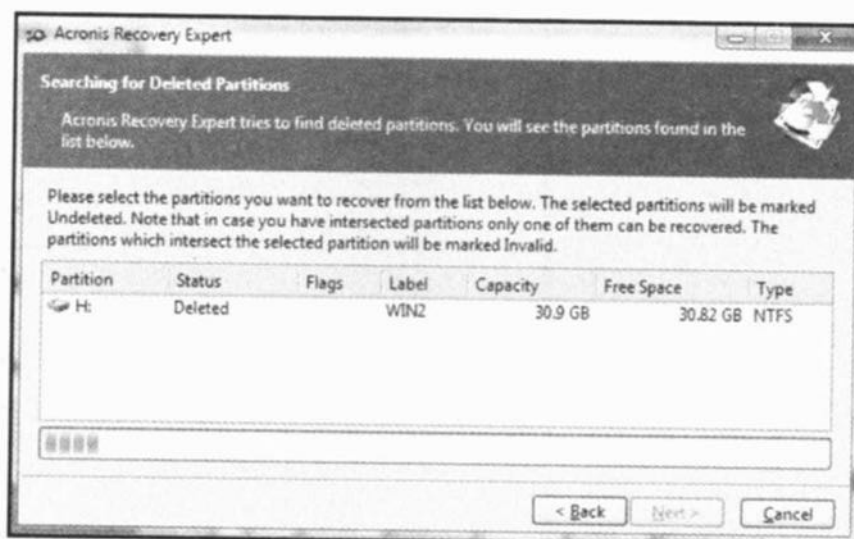 Acronis Recovery Expert
Searching for Deleted Partitions
Acronis Recovery Expert tries to find deleted partitions. You will see the partitions found in the
list below.
Please select the partitions you want to recover from the list below. The selected partitions will be marked
Undeleted. Note that in case you have intersected partitions only one of them can be recovered. The
partitions which intersect the selected partition will be marked Invalid.
Partition Status Flags Label Capacity Free Space Type
H: Deleted WIN2 30.9 GB 30.82 GB NTFS
< Back Next > Cancel